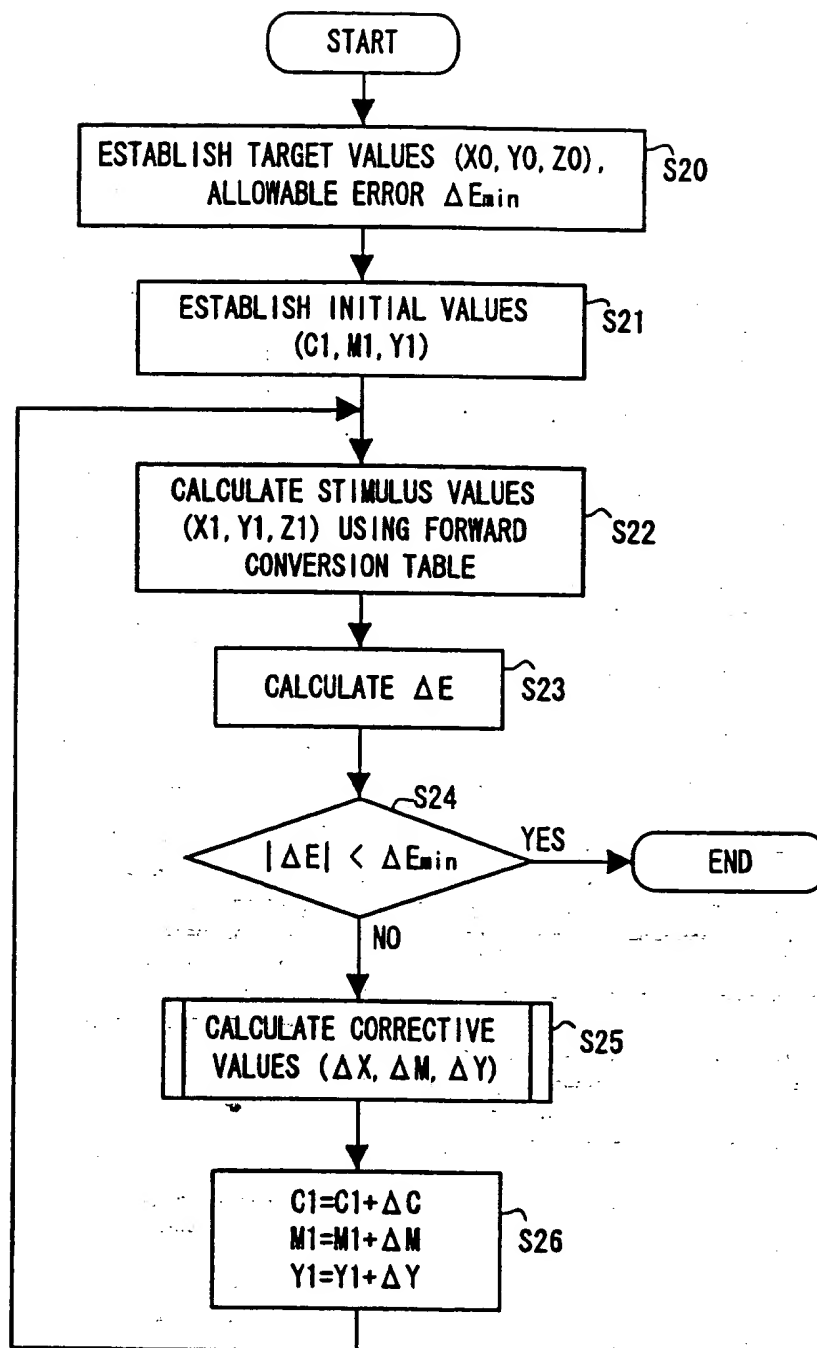 START
ESTABLISH TARGET VALUES (X0, Y0, Z0),
ALLOWABLE ERROR ΔEmin
S20
ESTABLISH INITIAL VALUES
(C1, M1, Y1)
S21
CALCULATE STIMULUS VALUES
(X1, Y1, Z1) USING FORWARD
CONVERSION TABLE
S22
CALCULATE ΔE
S23
S24
|ΔE| < ΔEmin
YES
END
NO
CALCULATE CORRECTIVE
VALUES (ΔX, ΔM, ΔY)
S25
C1=C1+ΔC
M1=M1+ΔM
Y1=Y1+ΔY
S26